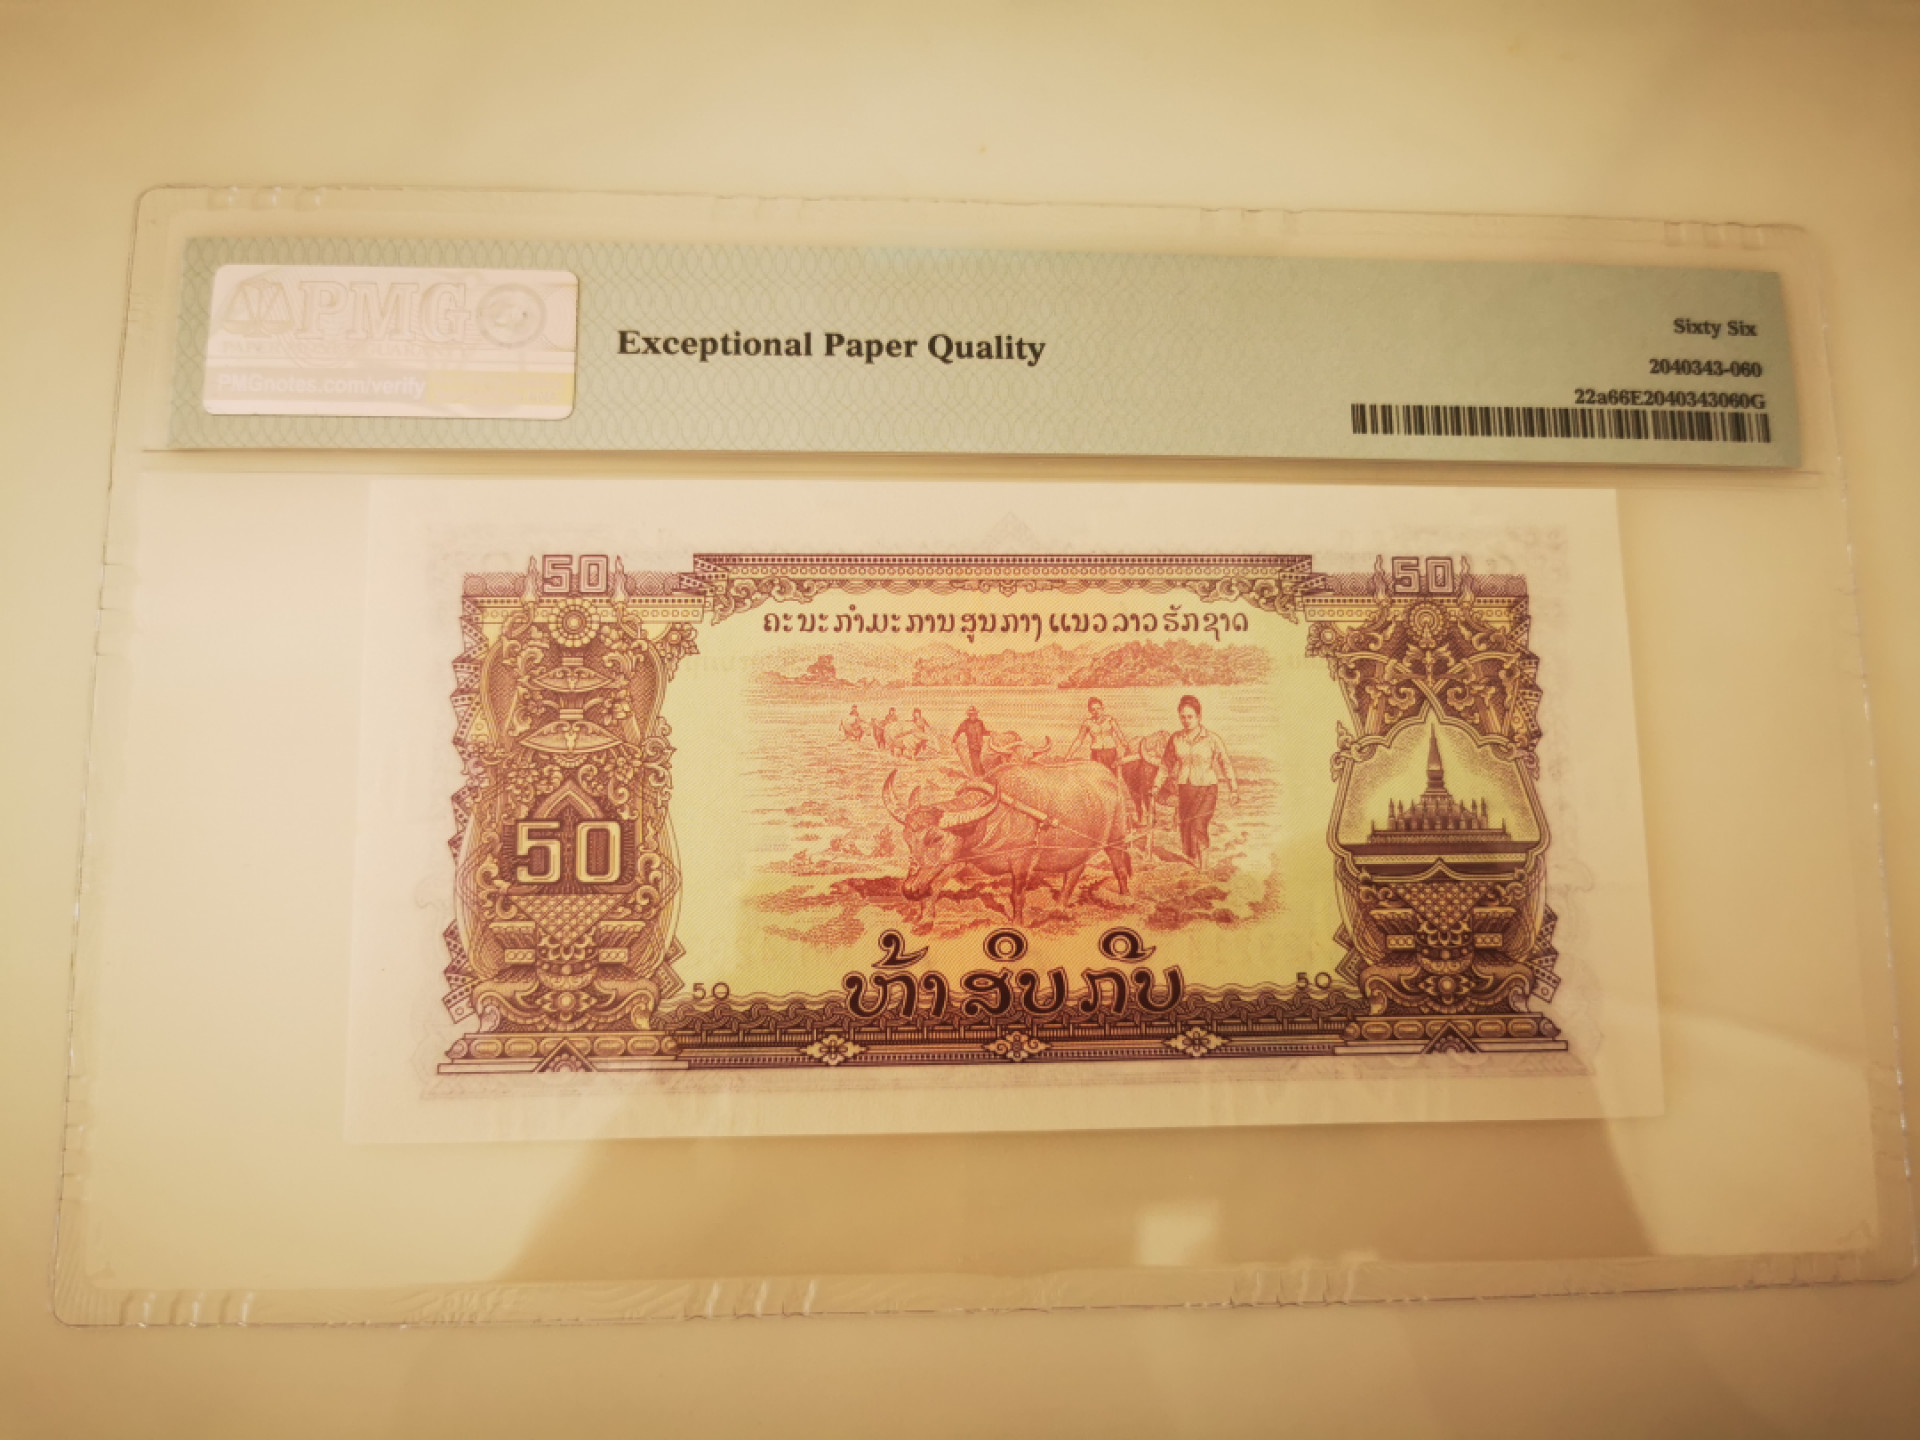 PMG
PMGnotes.com/verify
Exceptional Paper Quality
Sixty Six
2040343-060
22a66E2040343060G
50
50
ຄະນະກຳມະການສູນກາງແນວລາວຮັກຊາດ
50
50
50
ຫ້າສິບກີບ